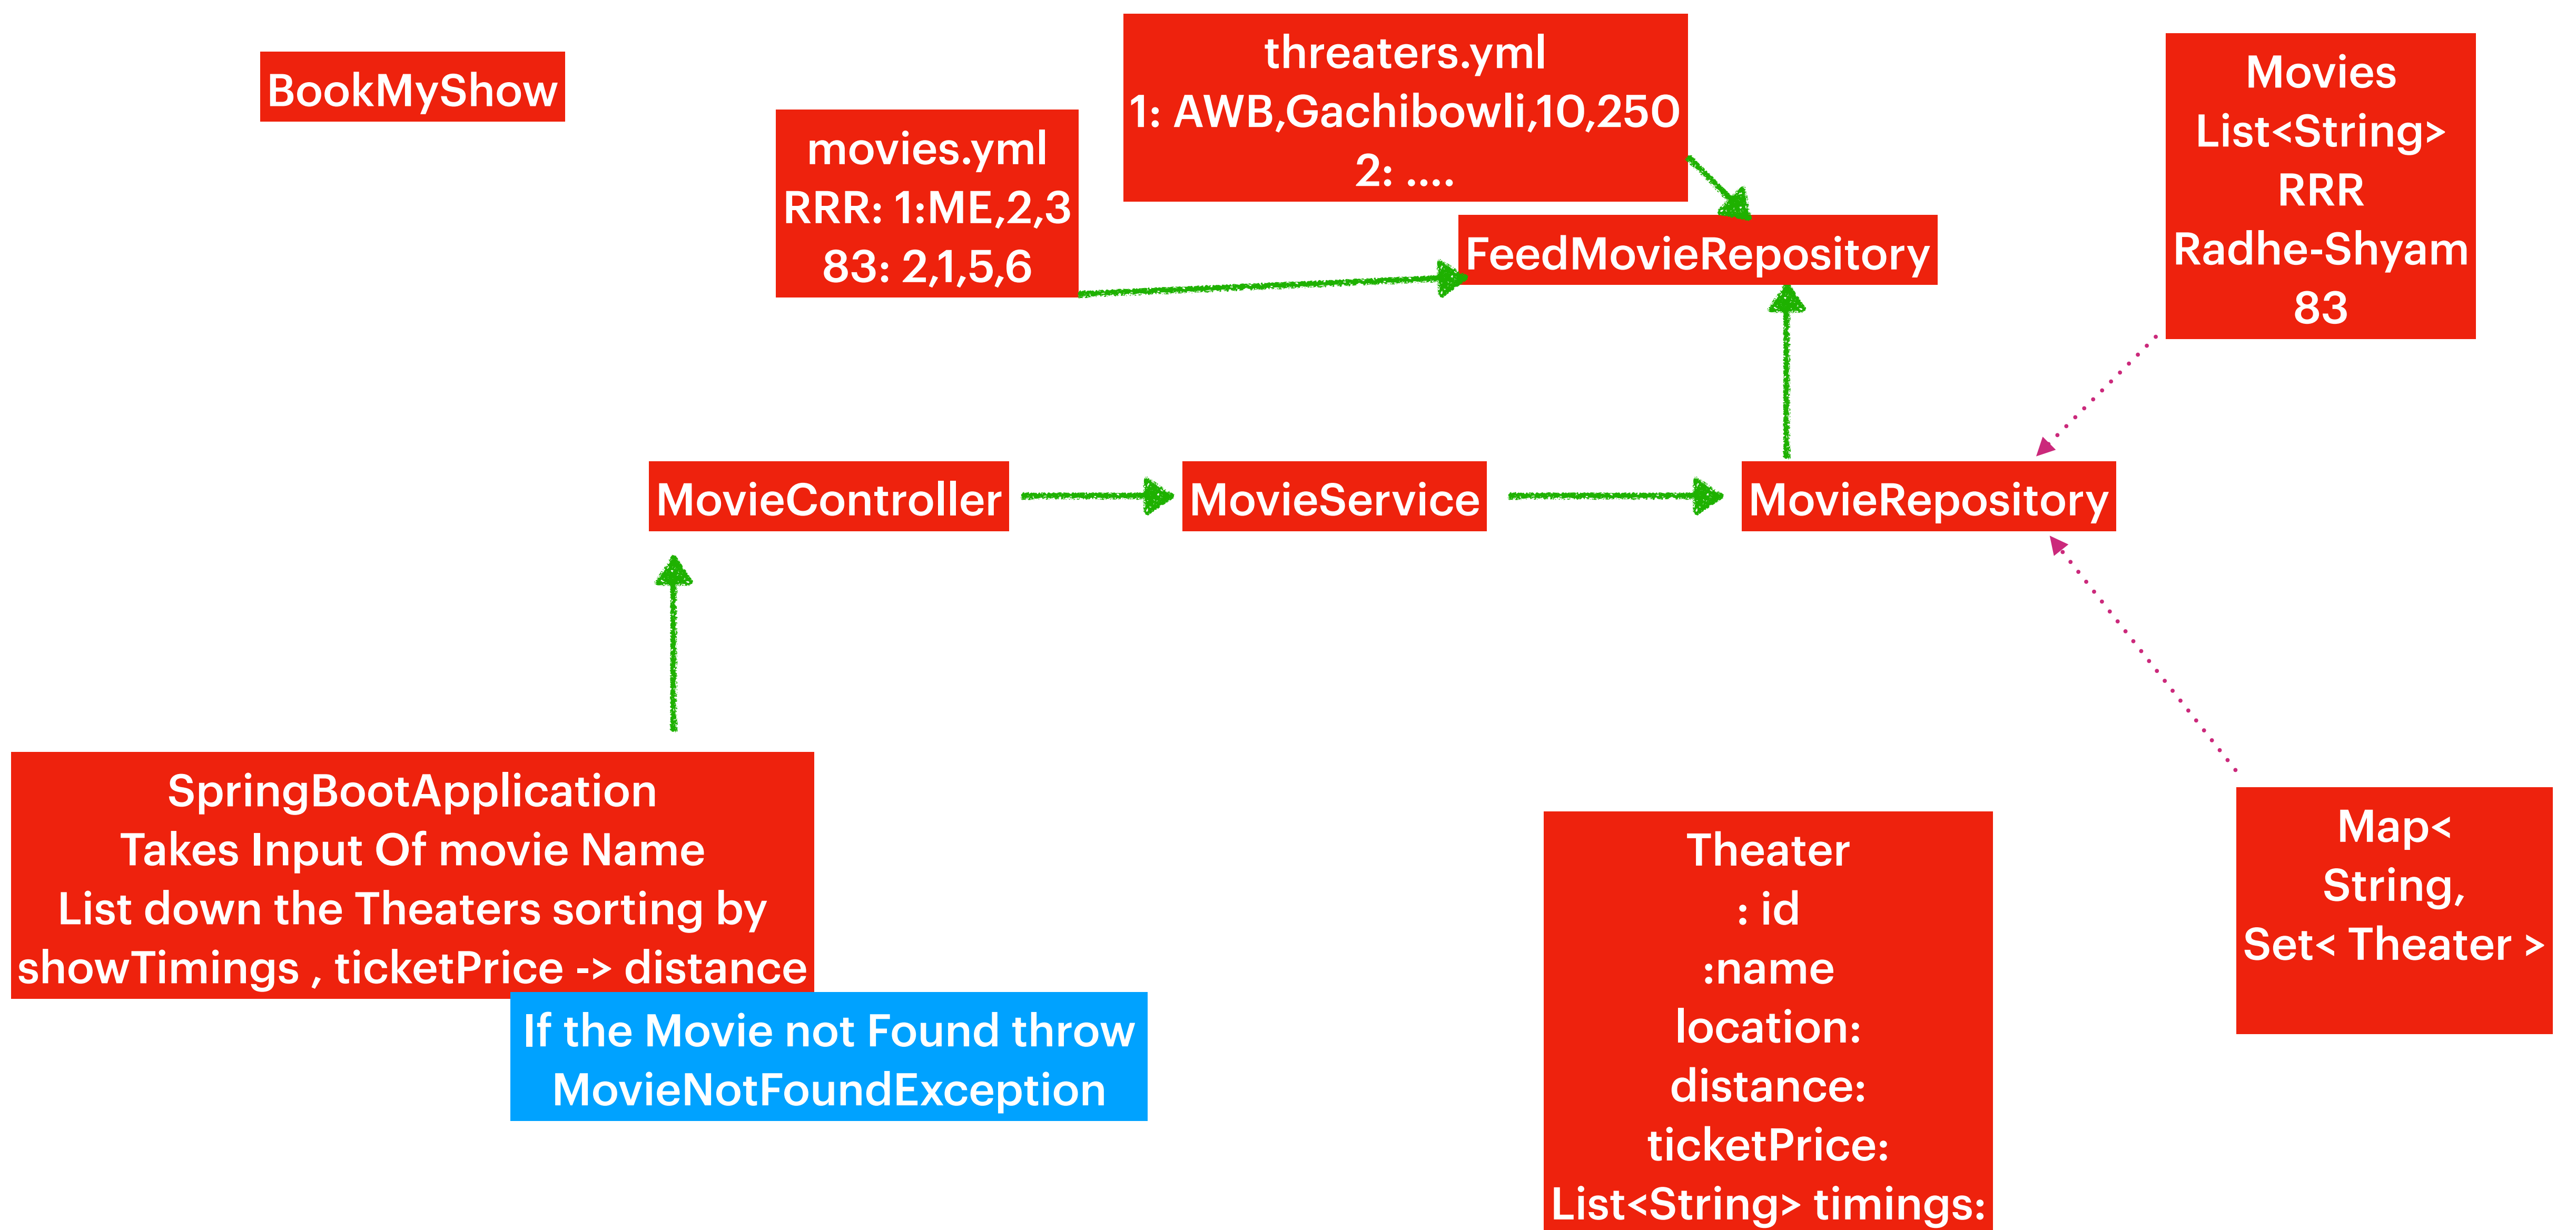 BookMyShow
movies.yml
RRR: 1:ME,2,3
83: 2,1,5,6
threaters.yml
1: AWB,Gachibowli,10,250
2: ....
FeedMovieRepository
Movies
List<String>
RRR
Radhe-Shyam
83
MovieController
MovieService
MovieRepository
SpringBootApplication
Takes Input Of movie Name
List down the Theaters sorting by
showTimings , ticketPrice -> distance
If the Movie not Found throw
MovieNotFoundException
Theater
: id
:name
location:
distance:
ticketPrice:
List<String> timings:
Map<
String,
Set< Theater >